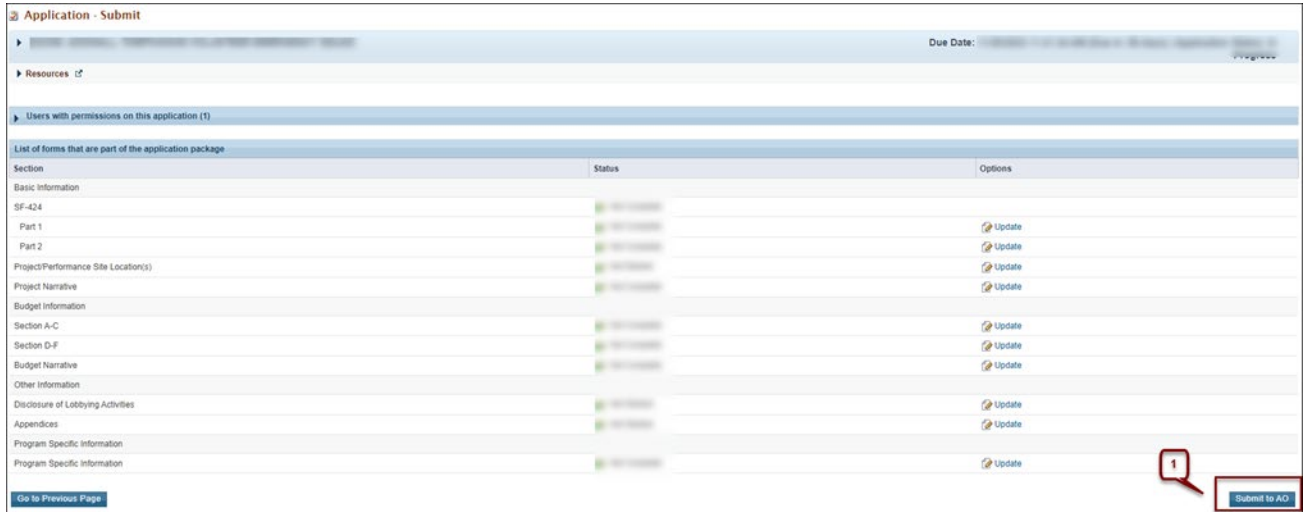 Application - Submit
Due Date:
Progress
Resources
Users with permissions on this application (1)
List of forms that are part of the application package
Section Status Options
Basic Information
SF-424
Part 1 Update
Part 2 Update
Project/Performance Site Location(s) Update
Project Narrative Update
Budget Information
Section A-C Update
Section D-F Update
Budget Narrative Update
Other Information
Disclosure of Lobbying Activities Update
Appendices Update
Program Specific Information
Program Specific Information Update
1
Go to Previous Page Submit to AO